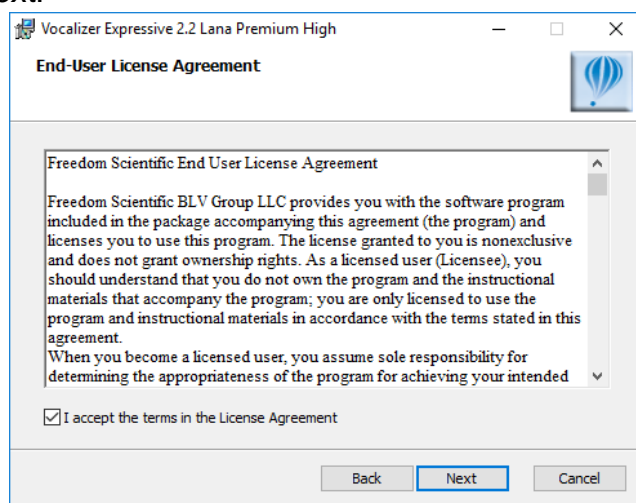 Vocalizer Expressive 2.2 Lana Premium High
End-User License Agreement
Freedom Scientific End User License Agreement
Freedom Scientific BLV Group LLC provides you with the software program
included in the package accompanying this agreement (the program) and
licenses you to use this program. The license granted to you is nonexclusive
and does not grant ownership rights. As a licensed user (Licensee), you
should understand that you do not own the program and the instructional
materials that accompany the program; you are only licensed to use the
program and instructional materials in accordance with the terms stated in this
agreement.
When you become a licensed user, you assume sole responsibility for
determining the appropriateness of the program for achieving your intended
I accept the terms in the License Agreement
Back Next Cancel